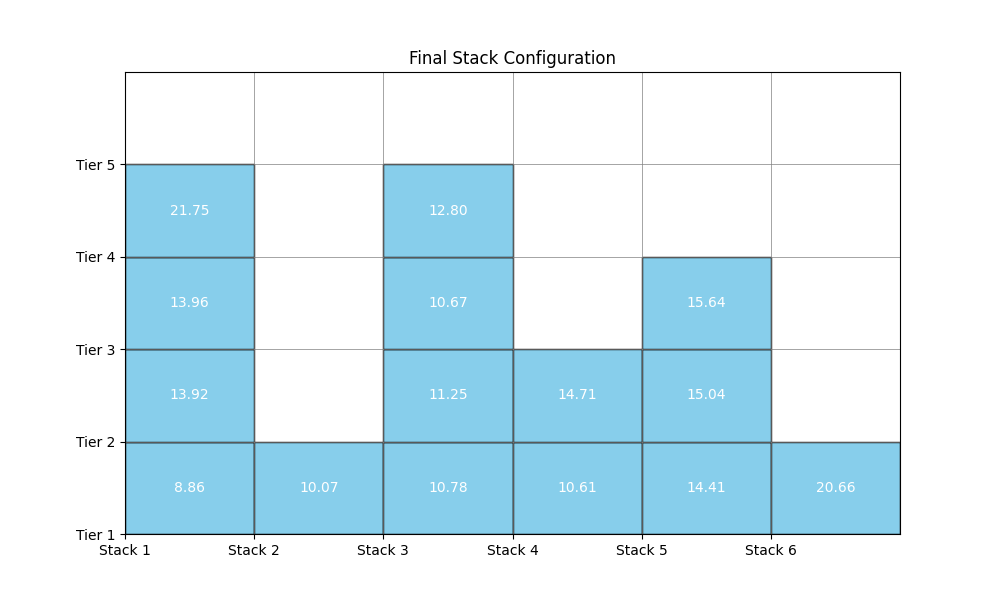 Final Stack Configuration
Tier 5
21.75 12.80
Tier 4
13.96 10.67 15.64
Tier 3
13.92 11.25 14.71 15.04
Tier 2
8.86 10.07 10.78 10.61 14.41 20.66
Tier 1
Stack 1 Stack 2 Stack 3 Stack 4 Stack 5 Stack 6